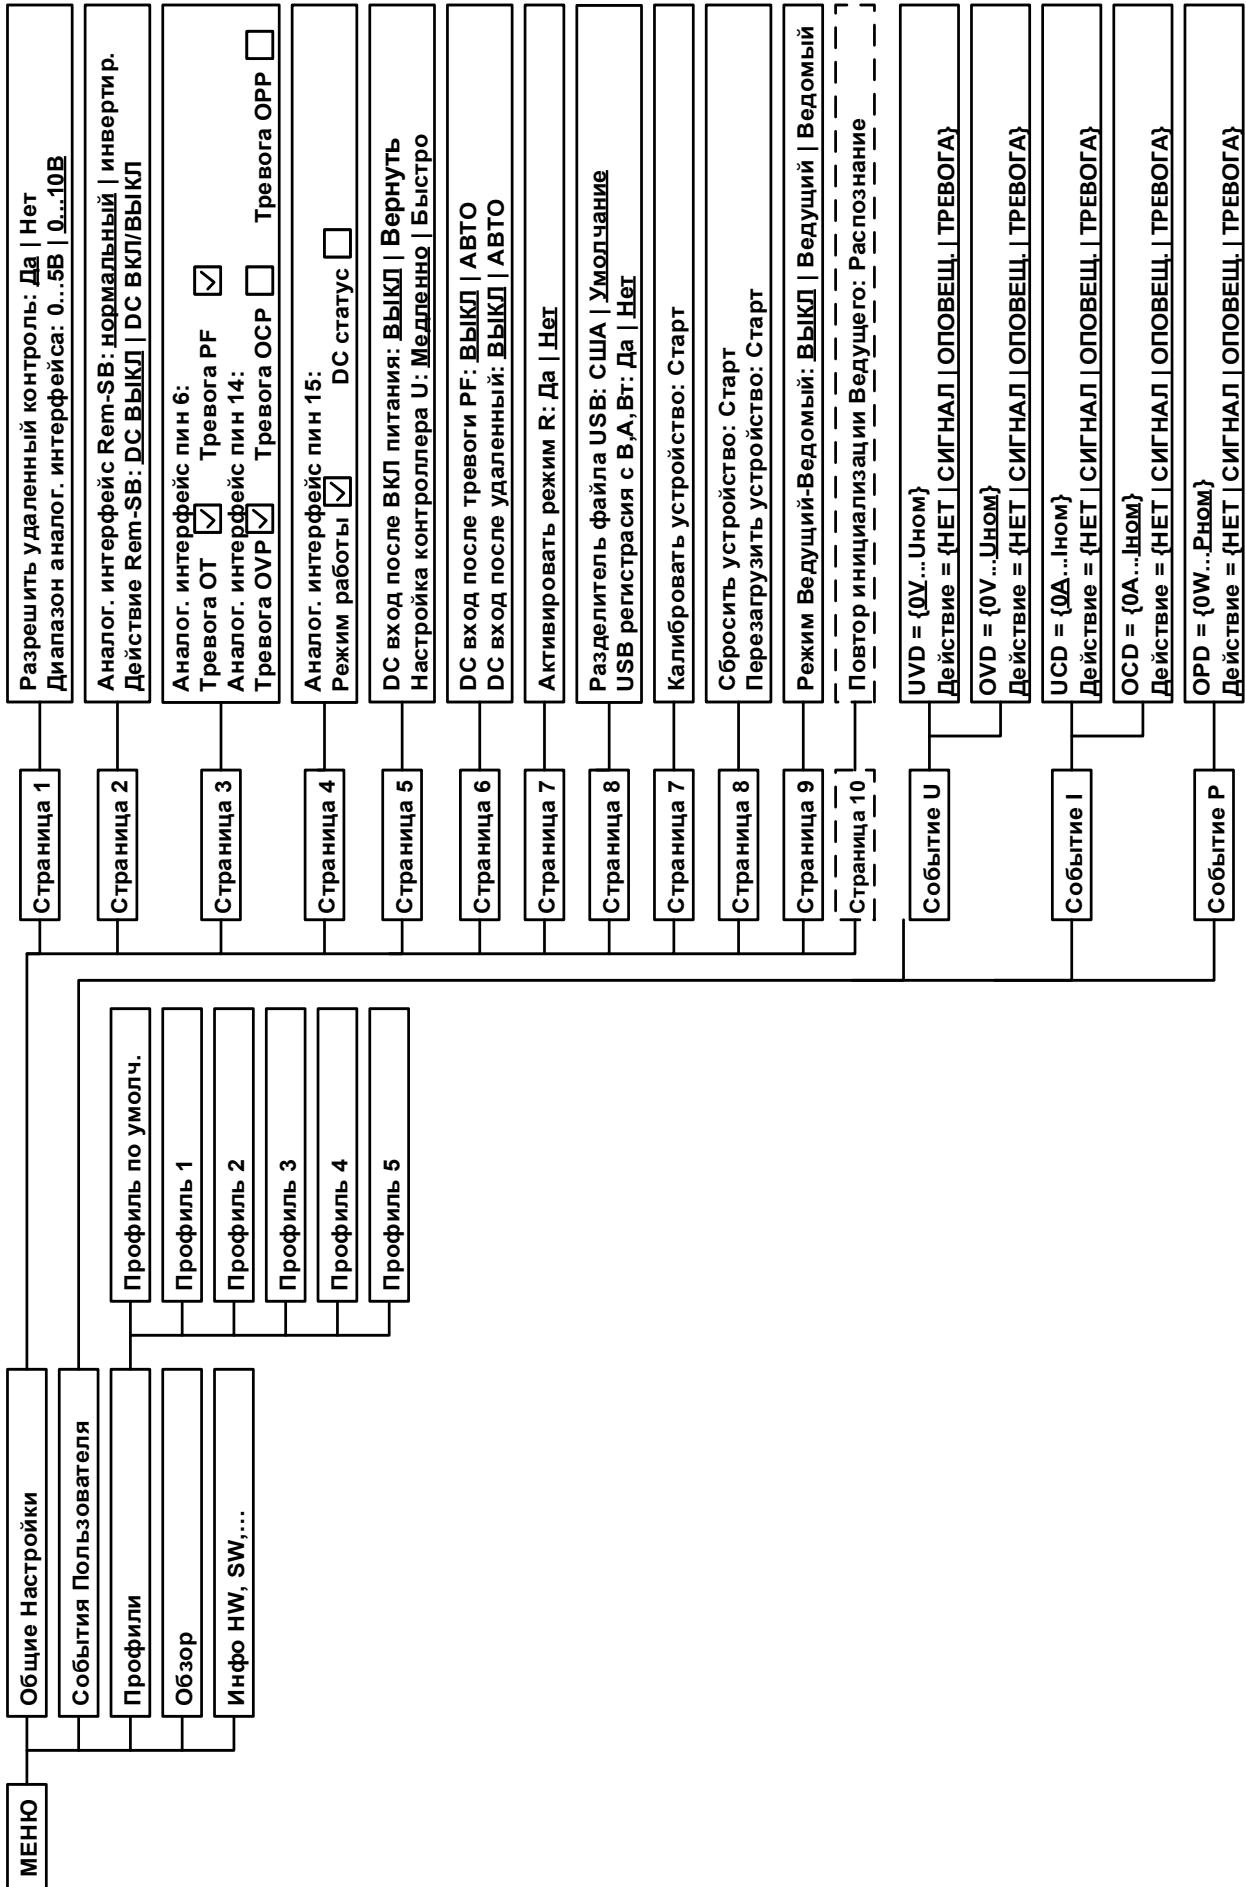 МЕНЮ
Общие Настройки
События Пользователя
Профили
Обзор
Инфо HW, SW,...
Профиль по умолч.
Профиль 1
Профиль 2
Профиль 3
Профиль 4
Профиль 5
Страница 1
Разрешить удаленный контроль: Да | Нет
Диапазон аналог. интерфейса: 0...5В | 0...10В
Страница 2
Аналог. интерфейс Rem-SB: нормальный | инвертир.
Действие Rem-SB: DC ВЫКЛ | DC ВКЛ/ВЫКЛ
Страница 3
Аналог. интерфейс пин 6:
Тревога OT Тревога PF
Аналог. интерфейс пин 14:
Тревога OVP Тревога OCP Тревога OPP
Страница 4
Аналог. интерфейс пин 15:
Режим работы DC статус
Страница 5
DC вход после ВКЛ питания: ВЫКЛ | Вернуть
Настройка контроллера U: Медленно | Быстро
Страница 6
DC вход после тревоги PF: ВЫКЛ | АВТО
DC вход после удаленный: ВЫКЛ | АВТО
Страница 7
Активировать режим R: Да | Нет
Страница 8
Разделитель файла USB: США | Умолчание
USB регистрасия с В,А,Вт: Да | Нет
Страница 7
Калибровать устройство: Старт
Страница 8
Сбросить устройство: Старт
Перезагрузить устройство: Старт
Страница 9
Режим Ведущий-Ведомый: ВЫКЛ | Ведущий | Ведомый
Страница 10
Повтор инициализации Ведущего: Распознание
Событие U
UVD = {0V...Uном}
Действие = {НЕТ | СИГНАЛ | ОПОВЕЩ. | ТРЕВОГА}
OVD = {0V...Uном}
Действие = {НЕТ | СИГНАЛ | ОПОВЕЩ. | ТРЕВОГА}
Событие I
UCD = {0A...Iном}
Действие = {НЕТ | СИГНАЛ | ОПОВЕЩ. | ТРЕВОГА}
OCD = {0A...Iном}
Действие = {НЕТ | СИГНАЛ | ОПОВЕЩ. | ТРЕВОГА}
Событие P
OPD = {0W...Pном}
Действие = {НЕТ | СИГНАЛ | ОПОВЕЩ. | ТРЕВОГА}